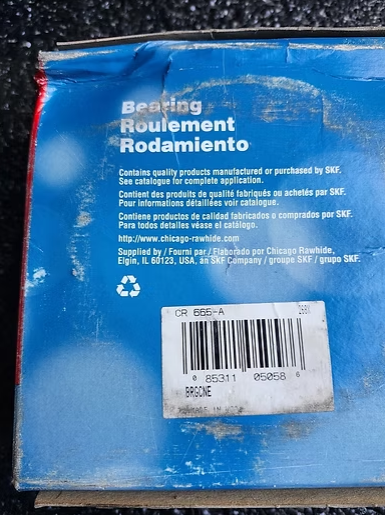 Bearing
Roulement
Rodamiento
Contains quality products manufactured or purchased by SKF.
See catalogue for complete application.
Contient des produits de qualité fabriqués ou achetés par SKF.
Pour informations détaillées voir catalogue.
Contiene productos de calidad fabricados o comprados por SKF.
Para todos detalles véase el catálogo.
http://www.chicago-rawhide.com
Supplied by / Fourni par / Elaborado por Chicago Rawhide,
Elgin, IL 60123, USA, an SKF Company / groupe SKF / grupo SKF.
CR 665-A
0 85311 05058 6
BRGCNE